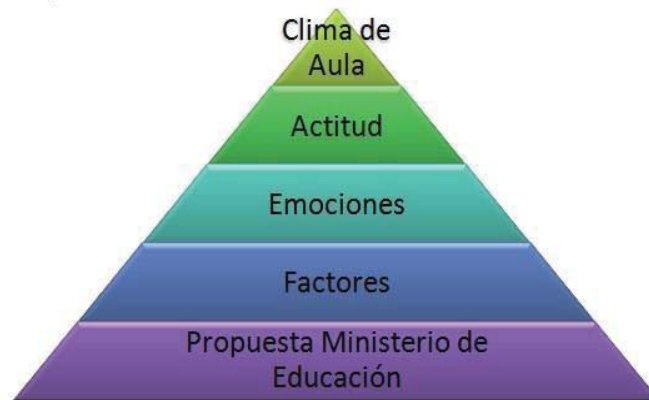 Clima de
Aula
Actitud
Emociones
Factores
Propuesta Ministerio de
Educación